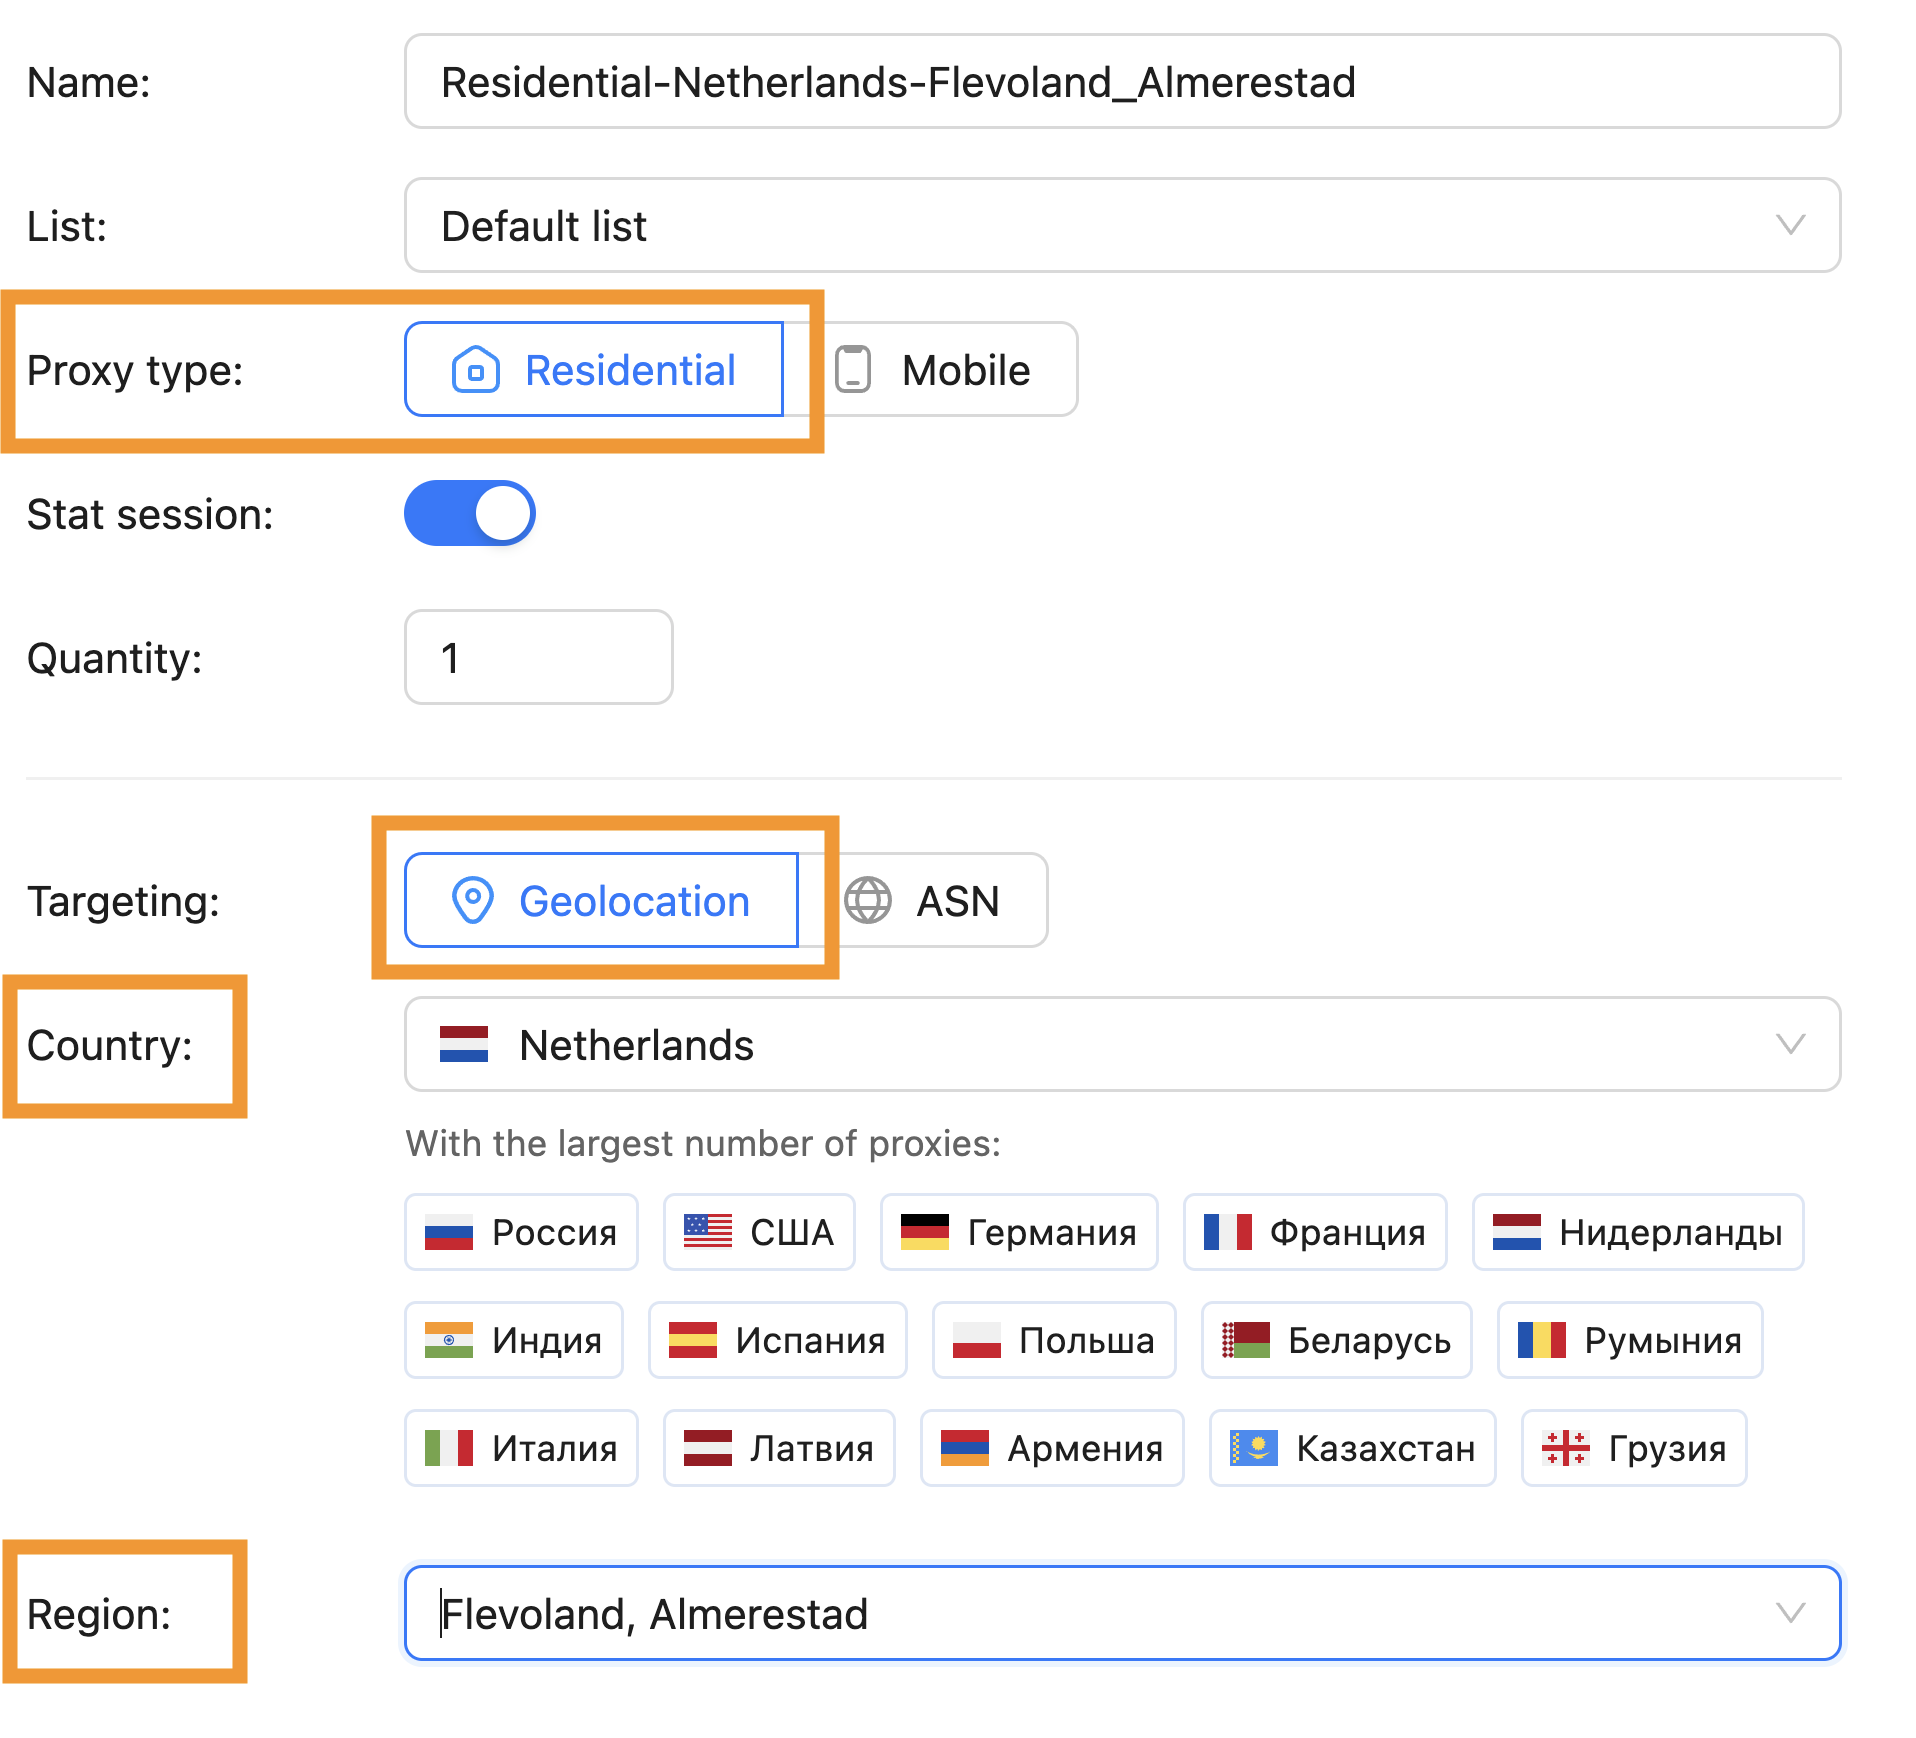 Name: Residential-Netherlands-Flevoland_Almerestad
List: Default list
Proxy type: Residential Mobile
Stat session:
Quantity: 1
Targeting: Geolocation ASN
Country: Netherlands
With the largest number of proxies:
Россия США Германия Франция Нидерланды
Индия Испания Польша Беларусь Румыния
Италия Латвия Армения Казахстан Грузия
Region: Flevoland, Almerestad